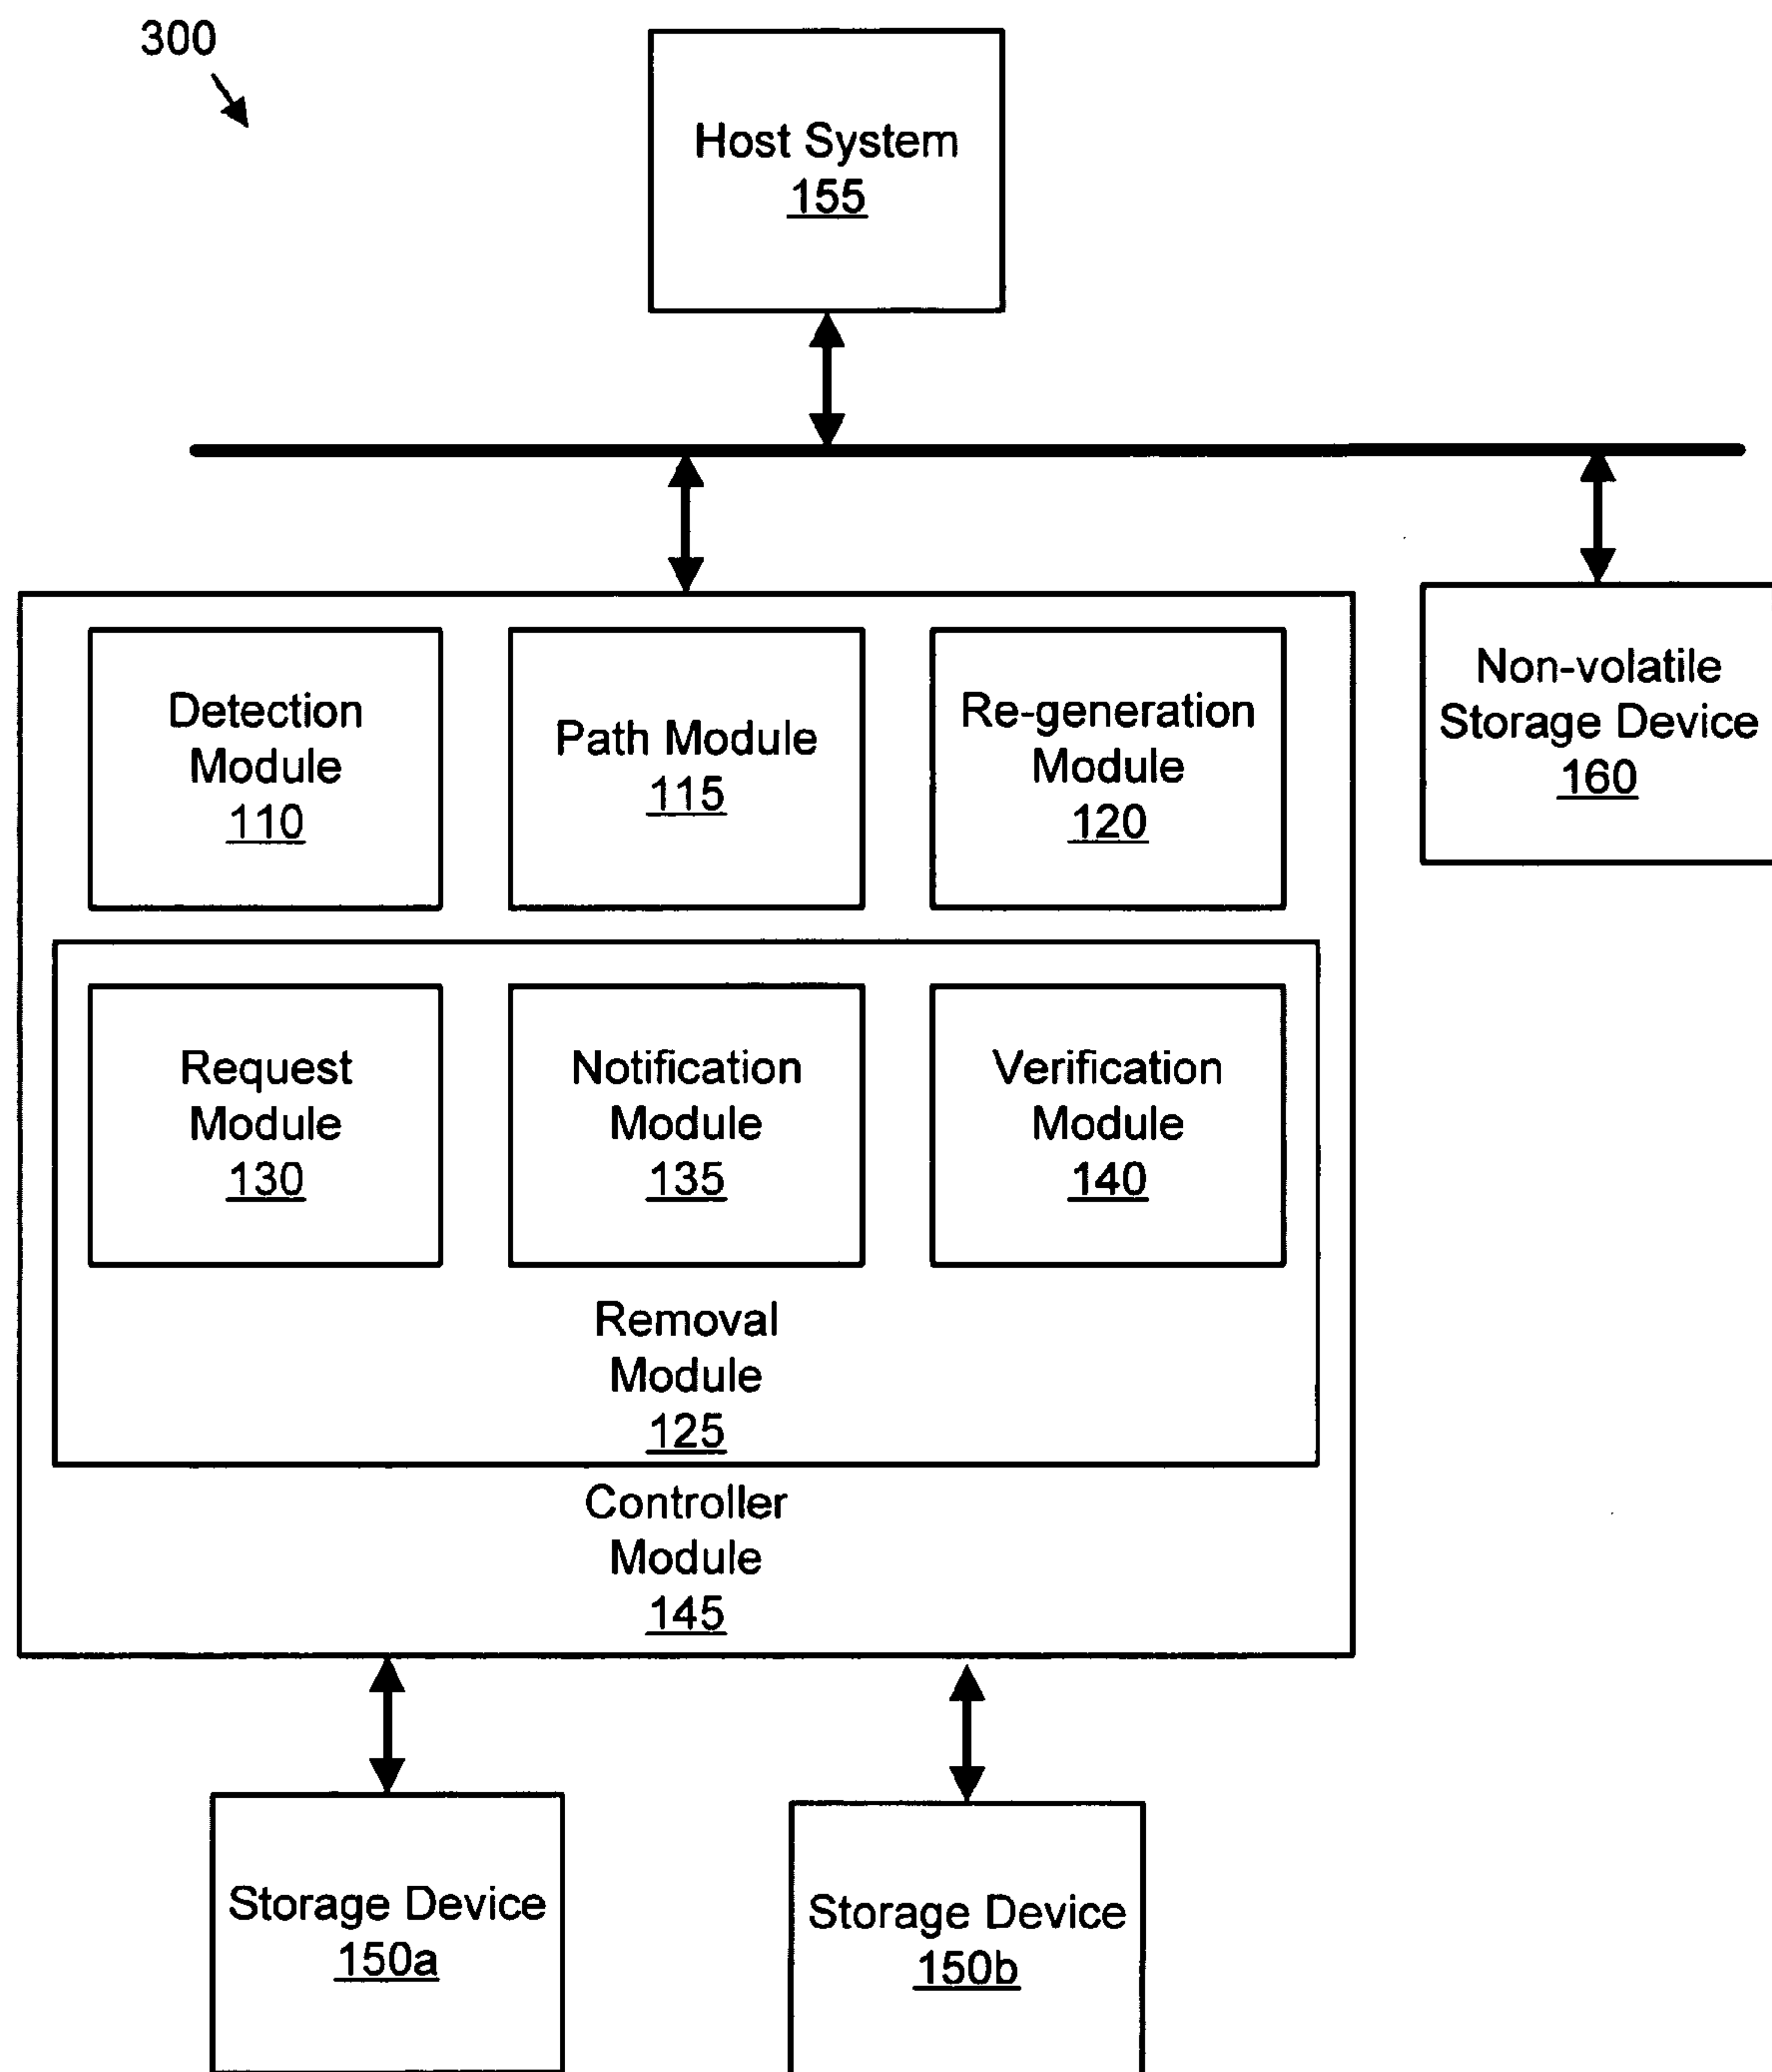 300
Host System
155
Detection
Module
110
Path Module
115
Re-generation
Module
120
Non-volatile
Storage Device
160
Request
Module
130
Notification
Module
135
Verification
Module
140
Removal
Module
125
Controller
Module
145
Storage Device
150a
Storage Device
150b